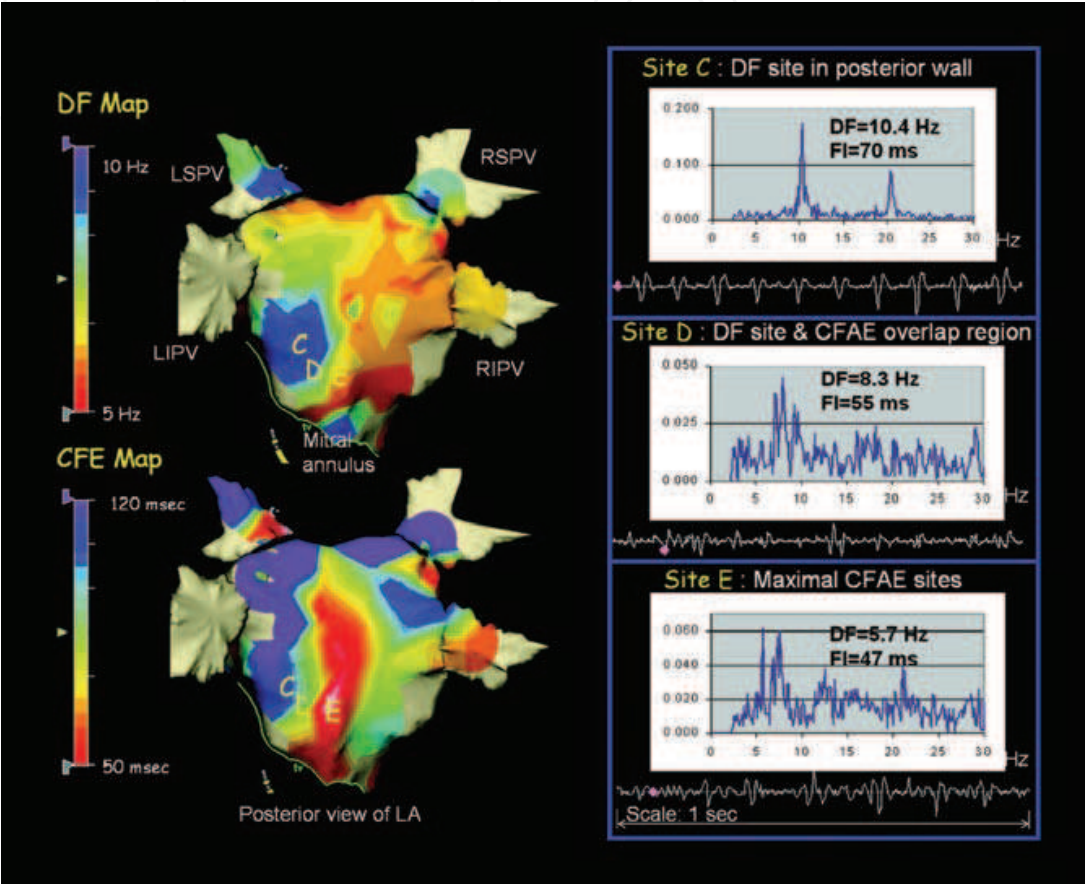 DF Map
10 Hz
5 Hz
LSPV
RSPV
LIPV
RIPV
C
D
E
Mitral
annulus
CFE Map
120 msec
50 msec
C
E
Posterior view of LA
Site C : DF site in posterior wall
0.200
0.100
0.000
DF=10.4 Hz
FI=70 ms
0 5 10 15 20 25 30 Hz
Site D : DF site & CFAE overlap region
0.050
0.025
0.000
DF=8.3 Hz
FI=55 ms
0 5 10 15 20 25 30 Hz
Site E : Maximal CFAE sites
0.060
0.040
0.020
0.000
DF=5.7 Hz
FI=47 ms
0 5 10 15 20 25 30 Hz
Scale: 1 sec